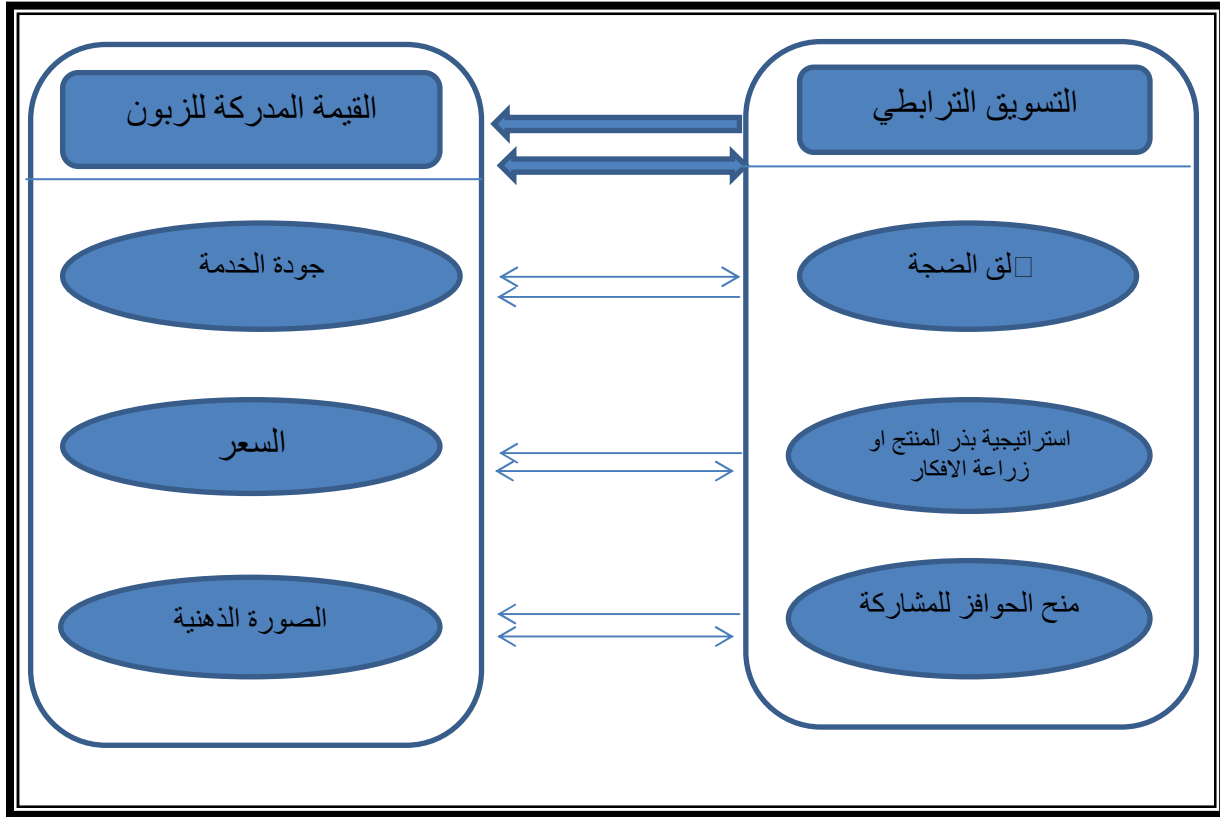 التسويق الترابطي
القيمة المدركة للزبون
الضجة
جودة الخدمة
استراتيجية بذر المنتج او
زراعة الافكار
السعر
منح الحوافز للمشاركة
الصورة الذهنية